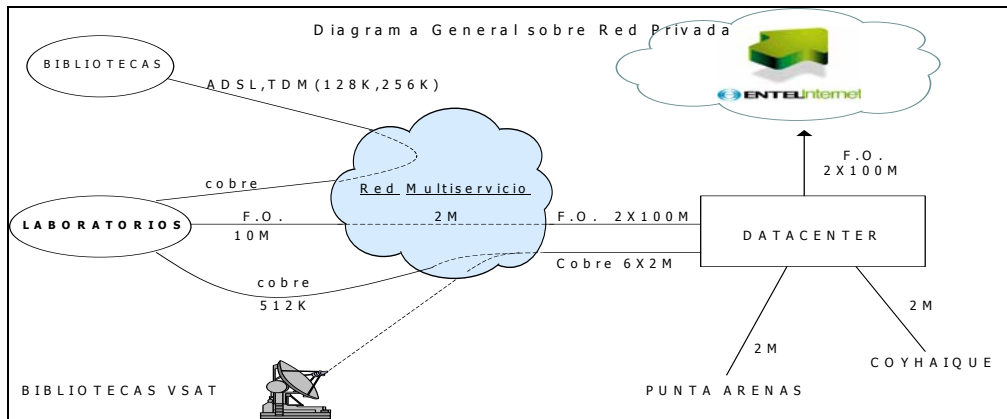 Diagrama General sobre Red Privada
BIBLIOTECAS
ADSL,TDM(128K,256K)
ENTELInternet
F.O.
2X100M
cobre
Red Multiservicio
LABORATORIOS
F.O.
10M
2M
F.O. 2X100M
DATACENTER
Cobre 6X2M
cobre
512K
2M
2M
COYHAIQUE
BIBLIOTECAS VSAT
PUNTA ARENAS